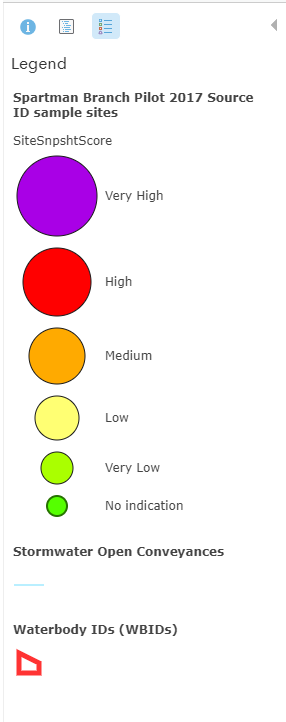 Legend
Spartman Branch Pilot 2017 Source
ID sample sites
SiteSnpshtScore
Very High
High
Medium
Low
Very Low
No indication
Stormwater Open Conveyances
Waterbody IDs (WBIDs)